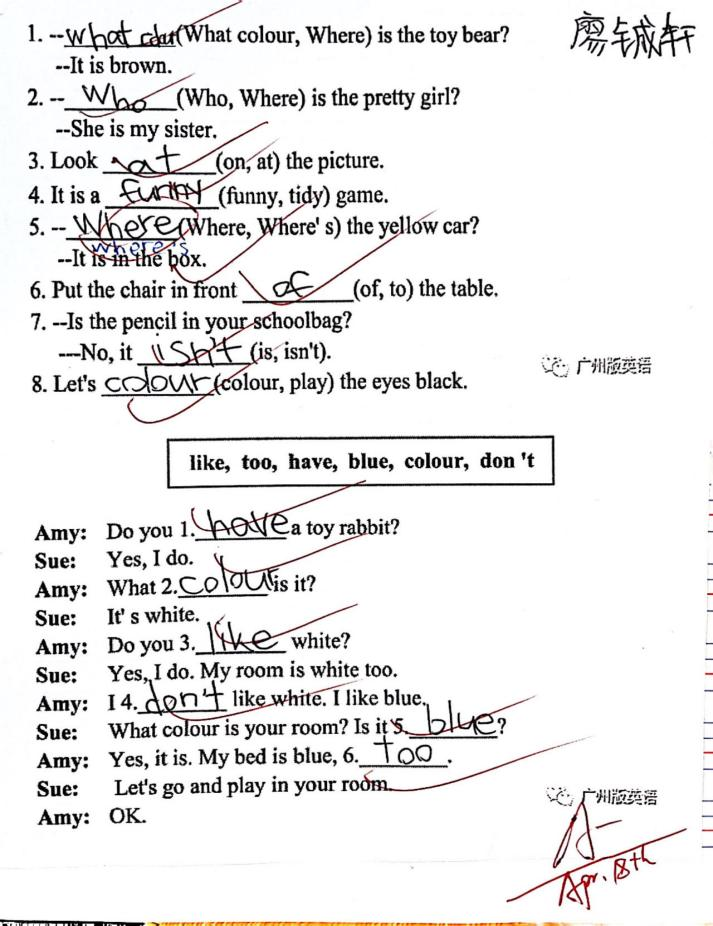 1. --what colour(What colour, Where) is the toy bear?
廖铖轩
--It is brown.
2. --Who(Who, Where) is the pretty girl?
--She is my sister.
3. Look at (on, at) the picture.
4. It is a funny (funny, tidy) game.
5. --Where(Where, Where's) the yellow car?
where's
--It is in the box.
6. Put the chair in front of (of, to) the table.
7. --Is the pencil in your schoolbag?
---No, it isn't (is, isn't).
广州版英语
8. Let's colour(colour, play) the eyes black.
like, too, have, blue, colour, don't
Amy: Do you 1. have a toy rabbit?
Sue: Yes, I do.
Amy: What 2. colour is it?
Sue: It's white.
Amy: Do you 3. like white?
Sue: Yes, I do. My room is white too.
Amy: I 4. don't like white. I like blue.
Sue: What colour is your room? Is it 5. blue?
Amy: Yes, it is. My bed is blue, 6. too.
Sue: Let's go and play in your room.
广州版英语
Amy: OK.
A-
Apr. 18th